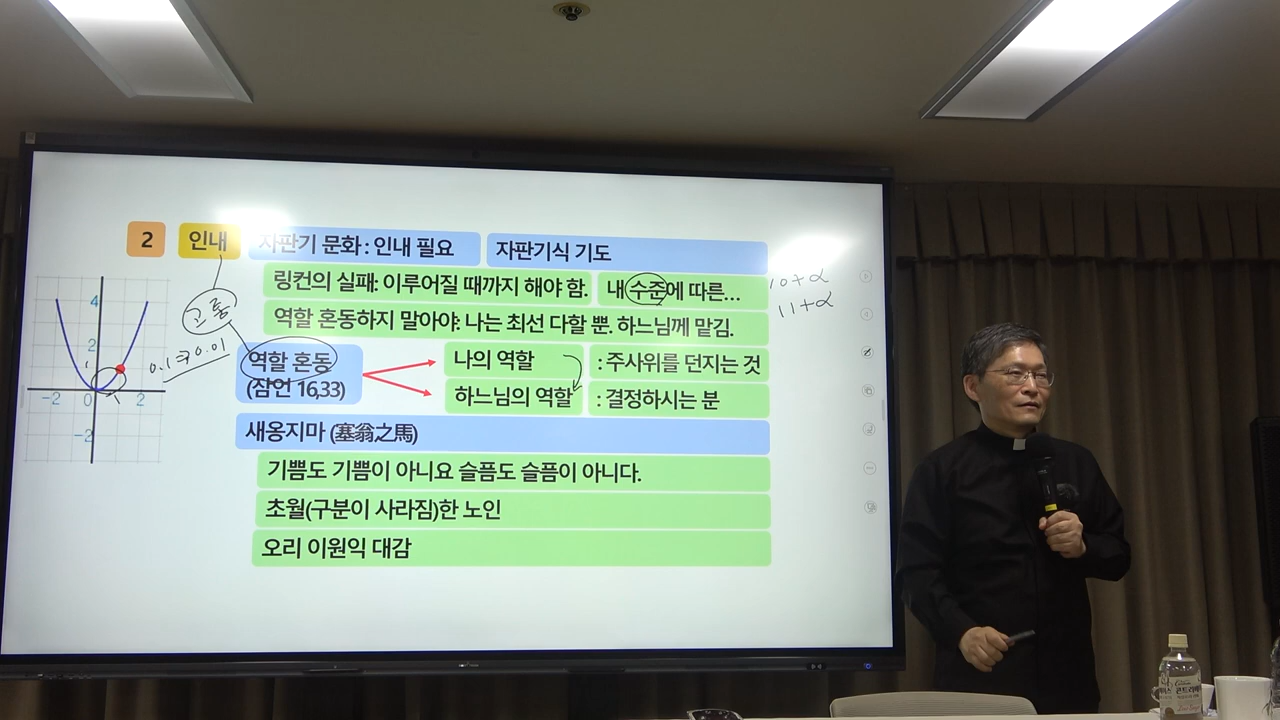 2 인내 자판기 문화 : 인내 필요 자판기식 기도
링컨의 실패: 이루어질 때까지 해야 함. 내 수준에 따른...
10+α
11+α
역할 혼동하지 말아야: 나는 최선 다할 뿐. 하느님께 맡김.
고통
0.1⇒0.01
역할 혼동
(잠언 16,33)
나의 역할 : 주사위를 던지는 것
하느님의 역할 : 결정하시는 분
4
2
-2 0 2
-2
새옹지마 (塞翁之馬)
기쁨도 기쁨이 아니요 슬픔도 슬픔이 아니다.
초월(구분이 사라짐)한 노인
오리 이원익 대감